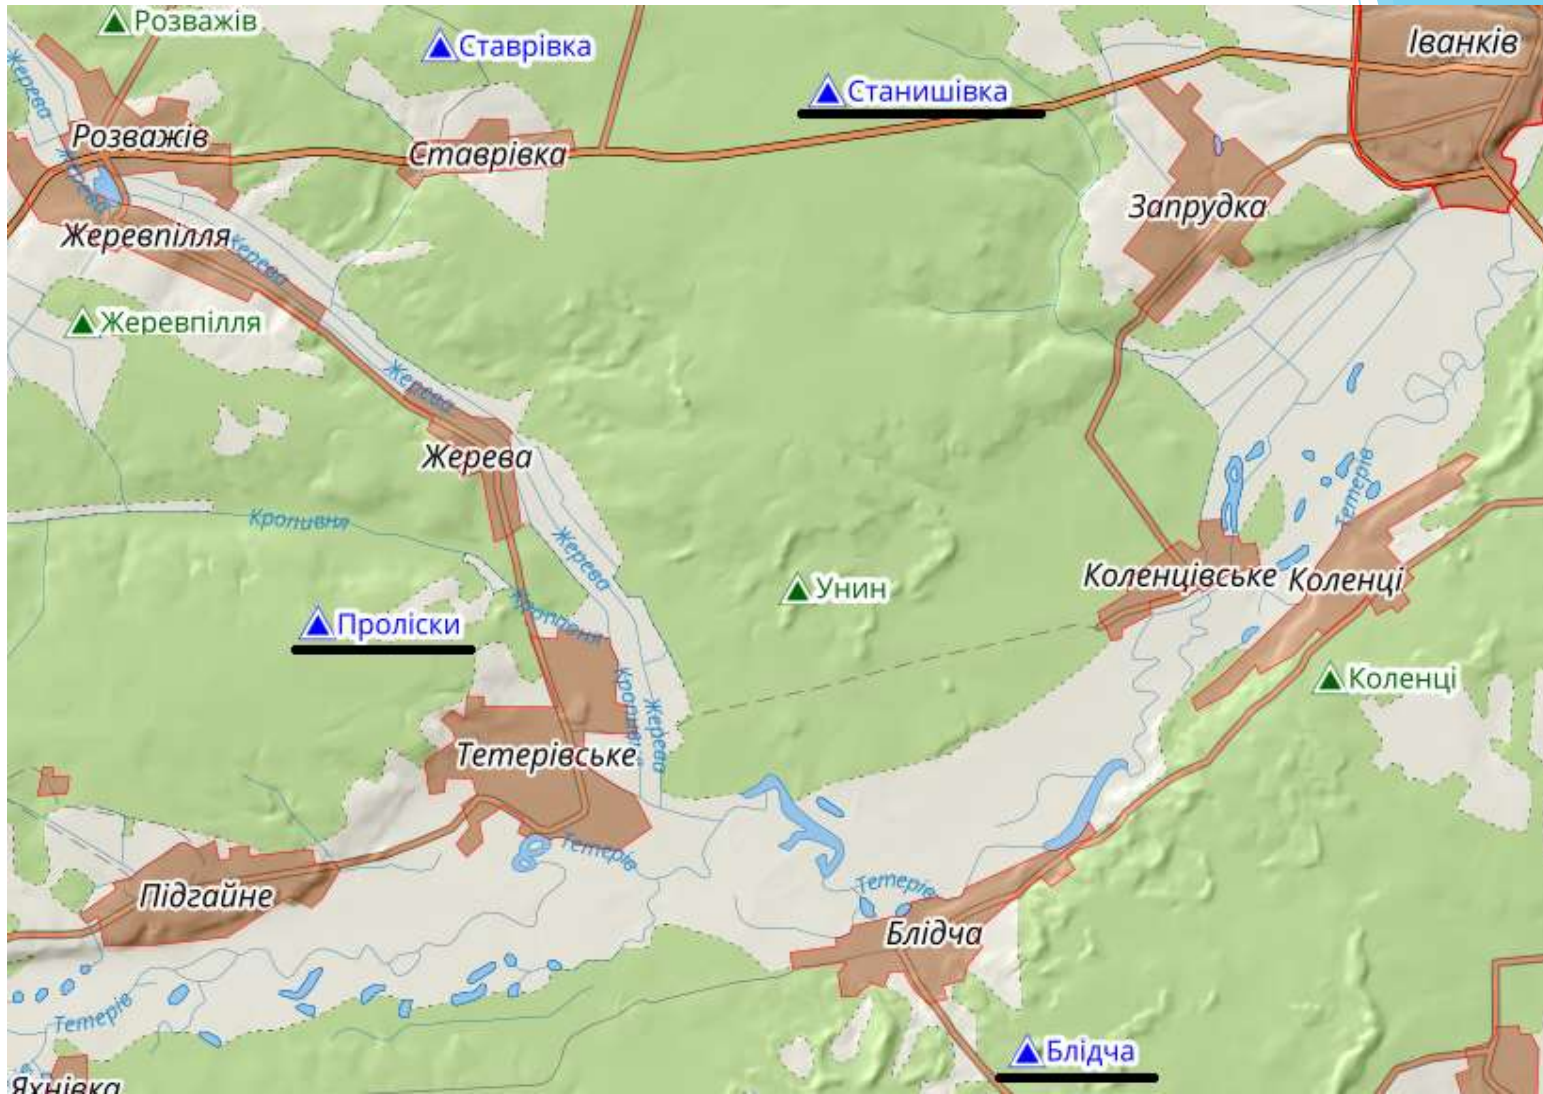 Розважів
Ставрівка
Іванків
Жерева
Станишівка
Розважів
Ставрівка
Жерева
Запрудка
Жеревпілля
Жерева
Жеревпілля
Жерева
Жерева
Тетерів
Кропивня
Жерева
Коленцівське
Коленці
Унин
Кропивня
Проліски
Коленці
Кропивня
Жерева
Тетерівське
Тетерів
Тетерів
Підгайне
Блідча
Тетерів
Блідча
Яхнівка